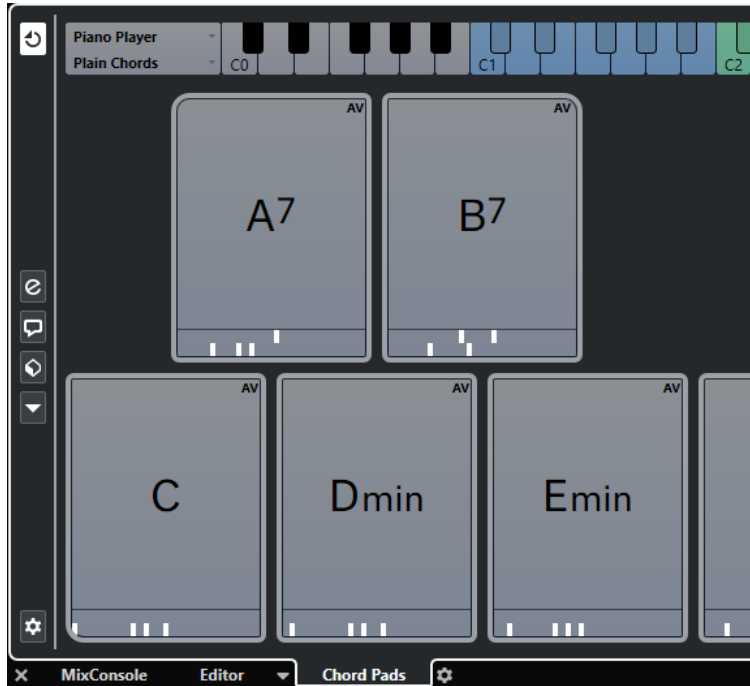 Piano Player
Plain Chords
C0
C1
C2
AV
AV
A7
B7
AV
AV
AV
C
Dmin
Emin
MixConsole
Editor
Chord Pads